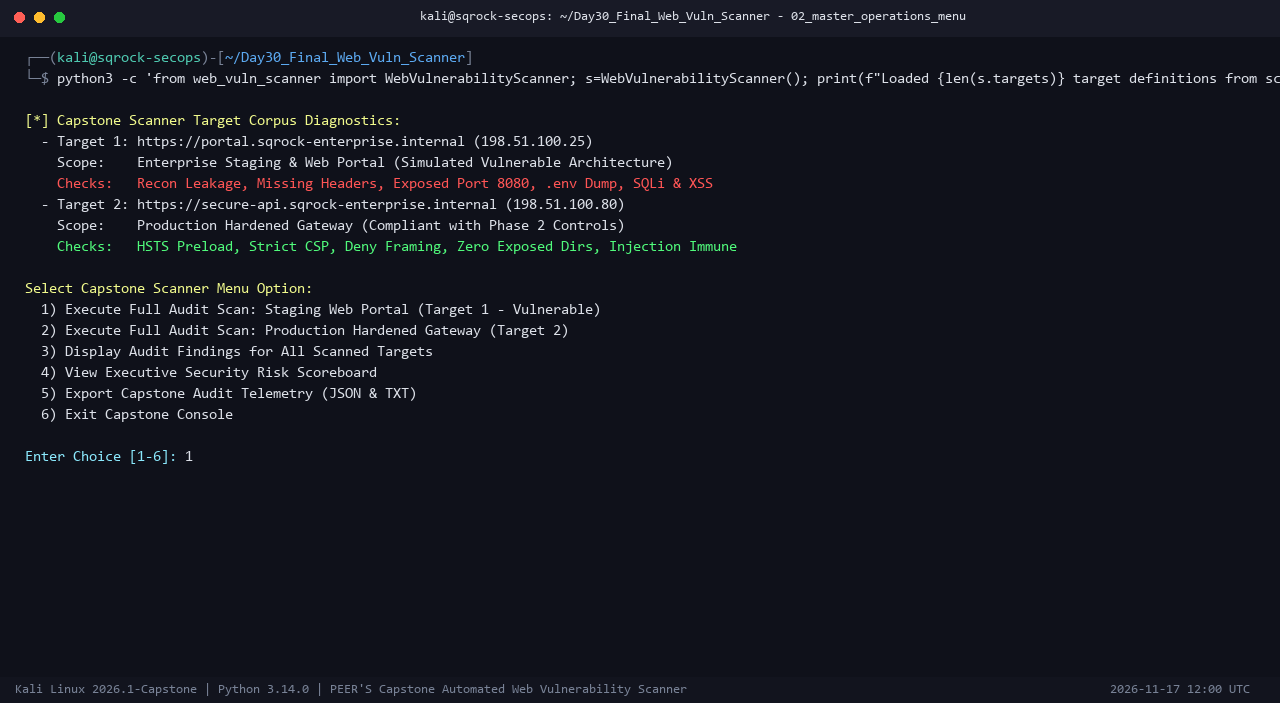 kali@sqrock-secops: ~/Day30_Final_Web_Vuln_Scanner - 02_master_operations_menu
┌──(kali@sqrock-secops)-[~/Day30_Final_Web_Vuln_Scanner]
└─$ python3 -c 'from web_vuln_scanner import WebVulnerabilityScanner; s=WebVulnerabilityScanner(); print(f"Loaded {len(s.targets)} target definitions from sc
[*] Capstone Scanner Target Corpus Diagnostics:
- Target 1: https://portal.sqrock-enterprise.internal (198.51.100.25)
Scope: Enterprise Staging & Web Portal (Simulated Vulnerable Architecture)
Checks: Recon Leakage, Missing Headers, Exposed Port 8080, .env Dump, SQLi & XSS
- Target 2: https://secure-api.sqrock-enterprise.internal (198.51.100.80)
Scope: Production Hardened Gateway (Compliant with Phase 2 Controls)
Checks: HSTS Preload, Strict CSP, Deny Framing, Zero Exposed Dirs, Injection Immune
Select Capstone Scanner Menu Option:
1) Execute Full Audit Scan: Staging Web Portal (Target 1 - Vulnerable)
2) Execute Full Audit Scan: Production Hardened Gateway (Target 2)
3) Display Audit Findings for All Scanned Targets
4) View Executive Security Risk Scoreboard
5) Export Capstone Audit Telemetry (JSON & TXT)
6) Exit Capstone Console
Enter Choice [1-6]: 1
Kali Linux 2026.1-Capstone | Python 3.14.0 | PEER'S Capstone Automated Web Vulnerability Scanner
2026-11-17 12:00 UTC